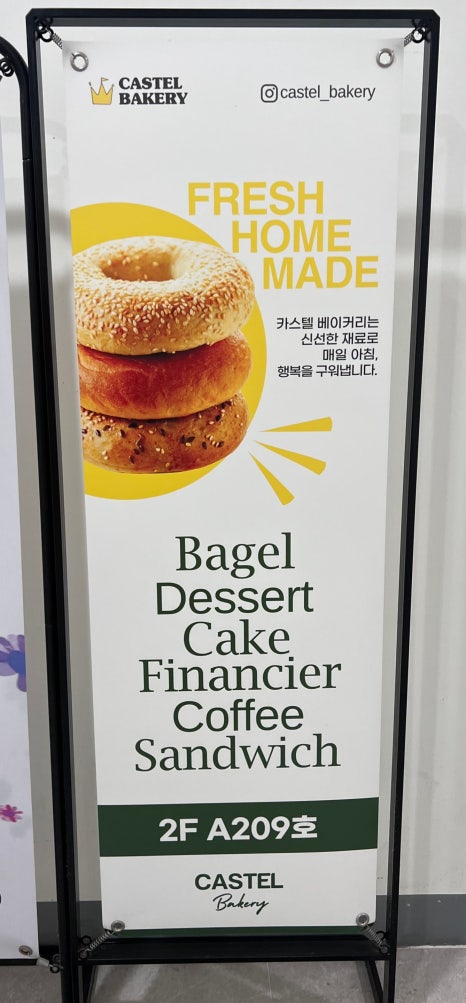 CASTEL
BAKERY
castel_bakery
FRESH
HOME
MADE
카스텔 베이커리는
신선한 재료로
매일 아침,
행복을 구워냅니다.
Bagel
Dessert
Cake
Financier
Coffee
Sandwich
2F A209호
CASTEL
Bakery